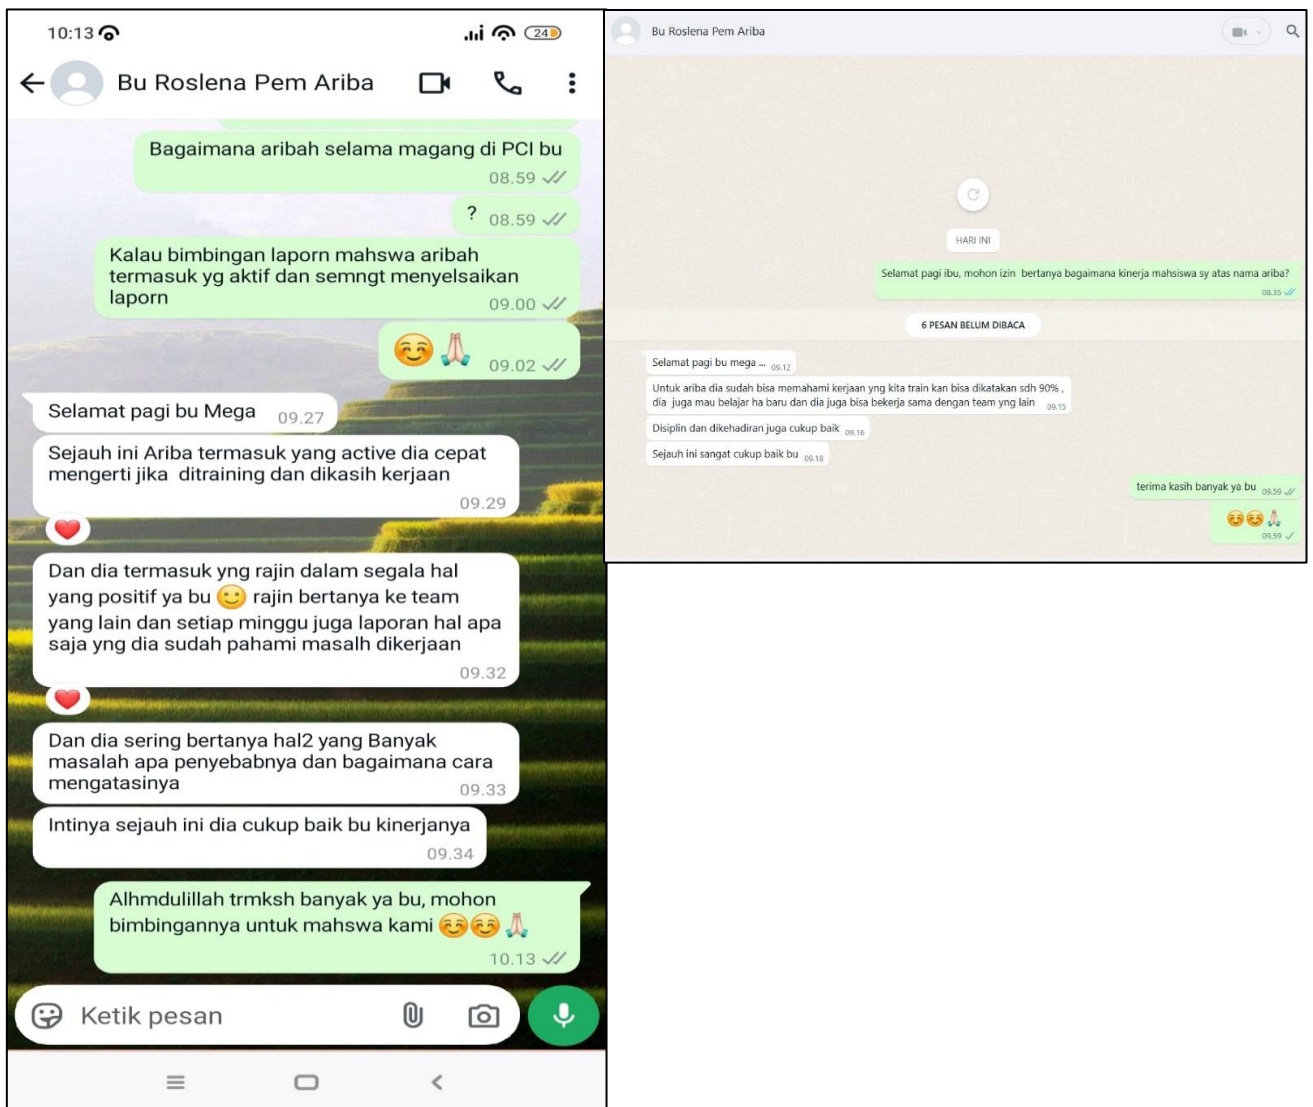 10:13
24
Bu Roslena Pem Ariba
Bagaimana aribah selama magang di PCI bu
08.59
?
08.59
Kalau bimbingan laporn mahswa aribah
termasuk yg aktif dan semngt menyelsaikan
laporn
09.00
09.02
Selamat pagi bu Mega
09.27
Sejauh ini Ariba termasuk yang active dia cepat
mengerti jika ditraining dan dikasih kerjaan
09.29
Dan dia termasuk yng rajin dalam segala hal
yang positif ya bu 🙂 rajin bertanya ke team
yang lain dan setiap minggu juga laporan hal apa
saja yng dia sudah pahami masalh dikerjaan
09.32
Dan dia sering bertanya hal2 yang Banyak
masalah apa penyebabnya dan bagaimana cara
mengatasinya
09.33
Intinya sejauh ini dia cukup baik bu kinerjanya
09.34
Alhmdulillah trmksh banyak ya bu, mohon
bimbingannya untuk mahswa kami ☺️☺️🙏
10.13
Ketik pesan
Bu Roslena Pem Ariba
HARI INI
Selamat pagi ibu, mohon izin bertanya bagaimana kinerja mahsiswa sy atas nama ariba?
08.35
6 PESAN BELUM DIBACA
Selamat pagi bu mega ...
09.12
Untuk ariba dia sudah bisa memahami kerjaan yng kita train kan bisa dikatakan sdh 90% ,
dia juga mau belajar ha baru dan dia juga bisa bekerja sama dengan team yng lain
09.15
Disiplin dan dikehadiran juga cukup baik
09.16
Sejauh ini sangat cukup baik bu
09.18
terima kasih banyak ya bu
09.59
09.59